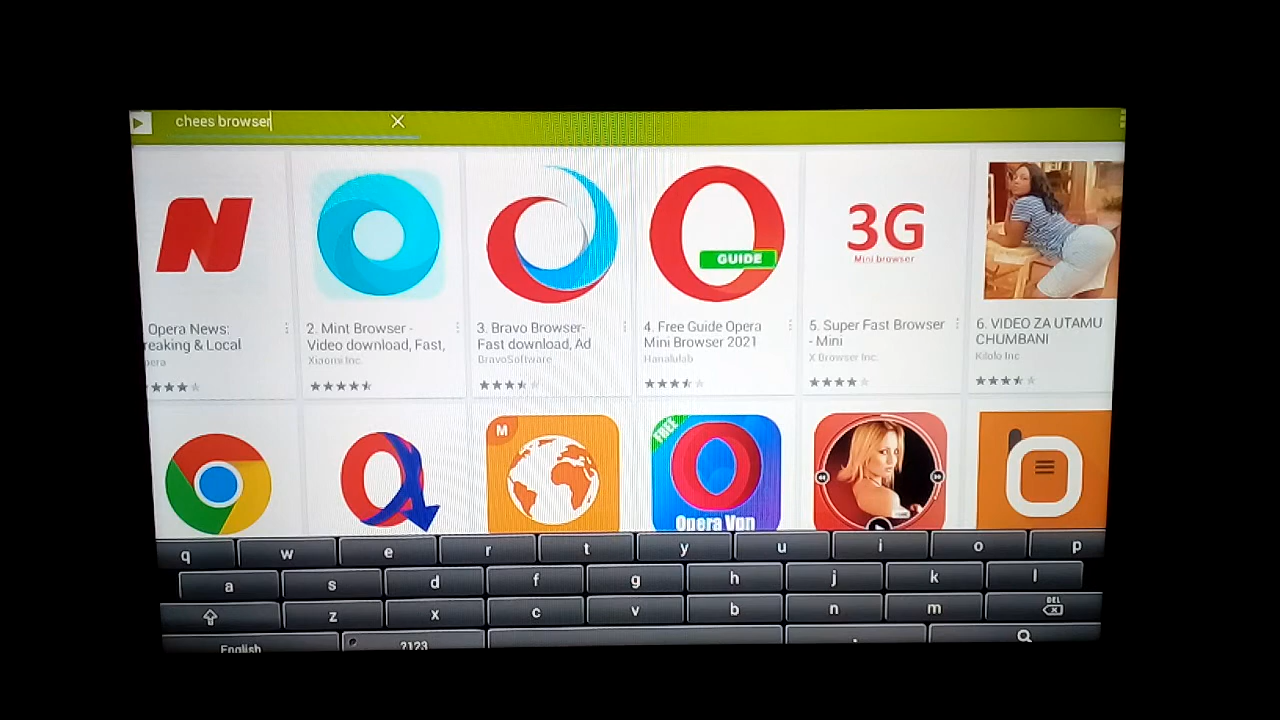 chees browser
N
GUIDE
3G
Mini browser
Opera News:
reaking & Local
pera
2. Mint Browser -
Video download, Fast,
Xiaomi Inc.
3. Bravo Browser-
Fast download, Ad
BravoSoftware
4. Free Guide Opera
Mini Browser 2021
Hanalulab
5. Super Fast Browser
- Mini
X Browser Inc.
6. VIDEO ZA UTAMU
CHUMBANI
Kilolo Inc
M
FREE
Opera Vpn
q w e r t y u i o p
a s d f g h j k l
z x c v b n m DEL
English ?123 .